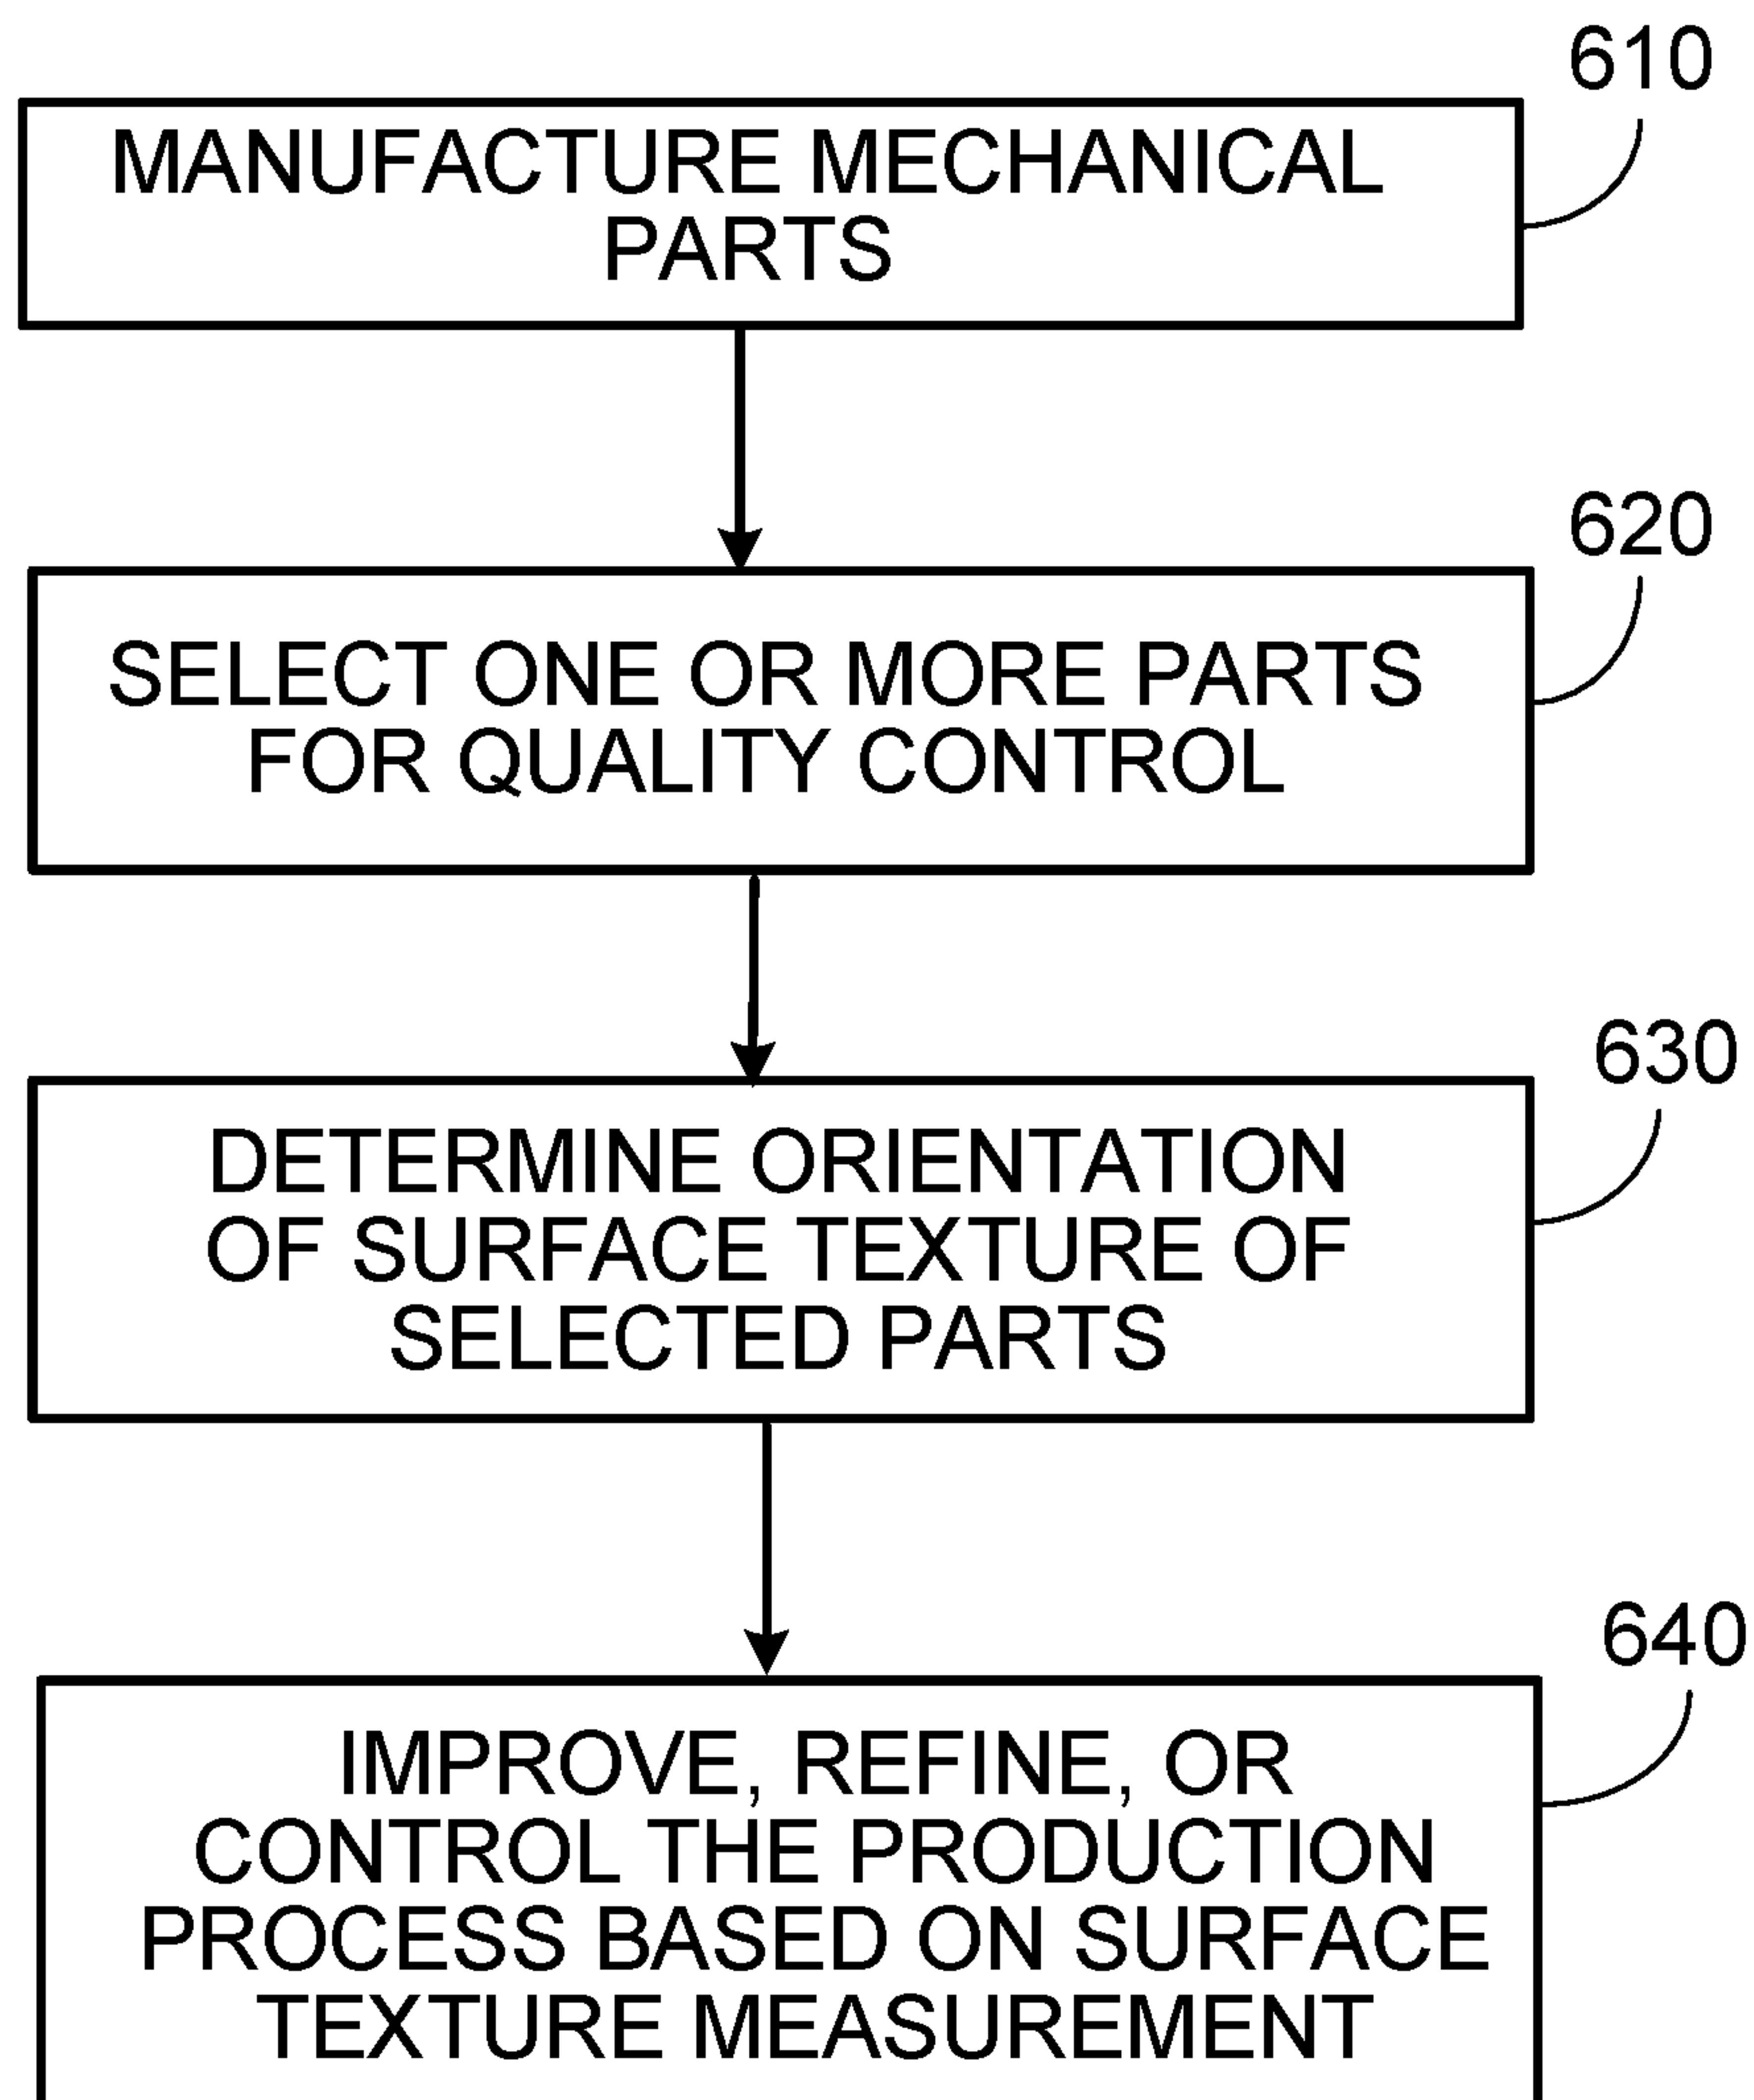 610
MANUFACTURE MECHANICAL
PARTS
620
SELECT ONE OR MORE PARTS
FOR QUALITY CONTROL
630
DETERMINE ORIENTATION
OF SURFACE TEXTURE OF
SELECTED PARTS
640
IMPROVE, REFINE, OR
CONTROL THE PRODUCTION
PROCESS BASED ON SURFACE
TEXTURE MEASUREMENT